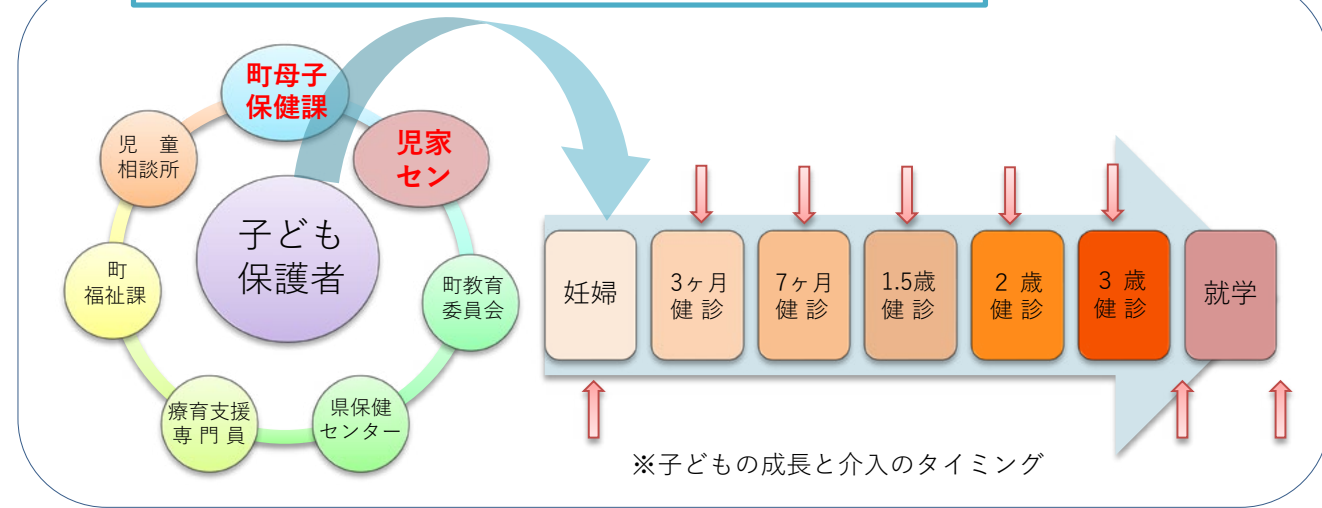 町母子
保健課
児家
セン
児　童
相談所
子ども
保護者
町
福祉課
町教育
委員会
療育支援
専 門 員
県保健
センター
妊婦
3ヶ月
健 診
7ヶ月
健 診
1.5歳
健 診
2 歳
健 診
3 歳
健 診
就学
※子どもの成長と介入のタイミング